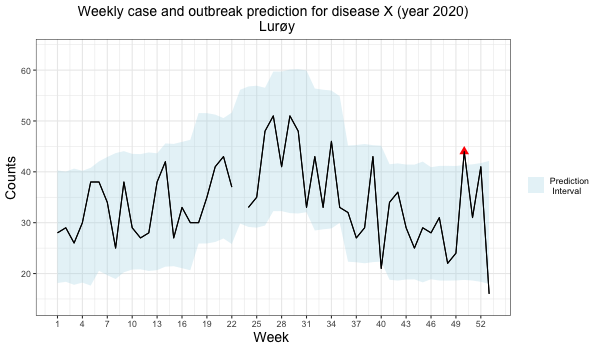 Weekly case and outbreak prediction for disease X (year 2020)
Lurøy
Counts
60
50
40
30
20
1 4 7 10 13 16 19 22 25 28 31 34 37 40 43 46 49 52
Week
Prediction
Interval